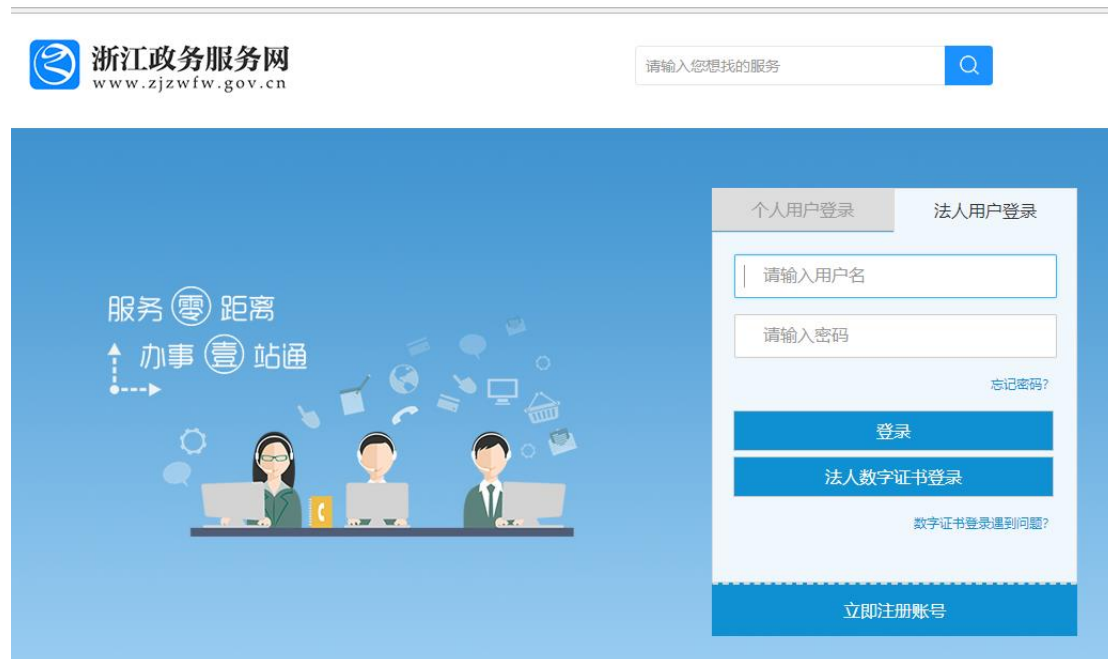 浙江政务服务网
www.zjzwfw.gov.cn
请输入您想找的服务
个人用户登录
法人用户登录
请输入用户名
请输入密码
忘记密码?
登录
法人数字证书登录
数字证书登录遇到问题?
立即注册账号
服务零距离
办事壹站通